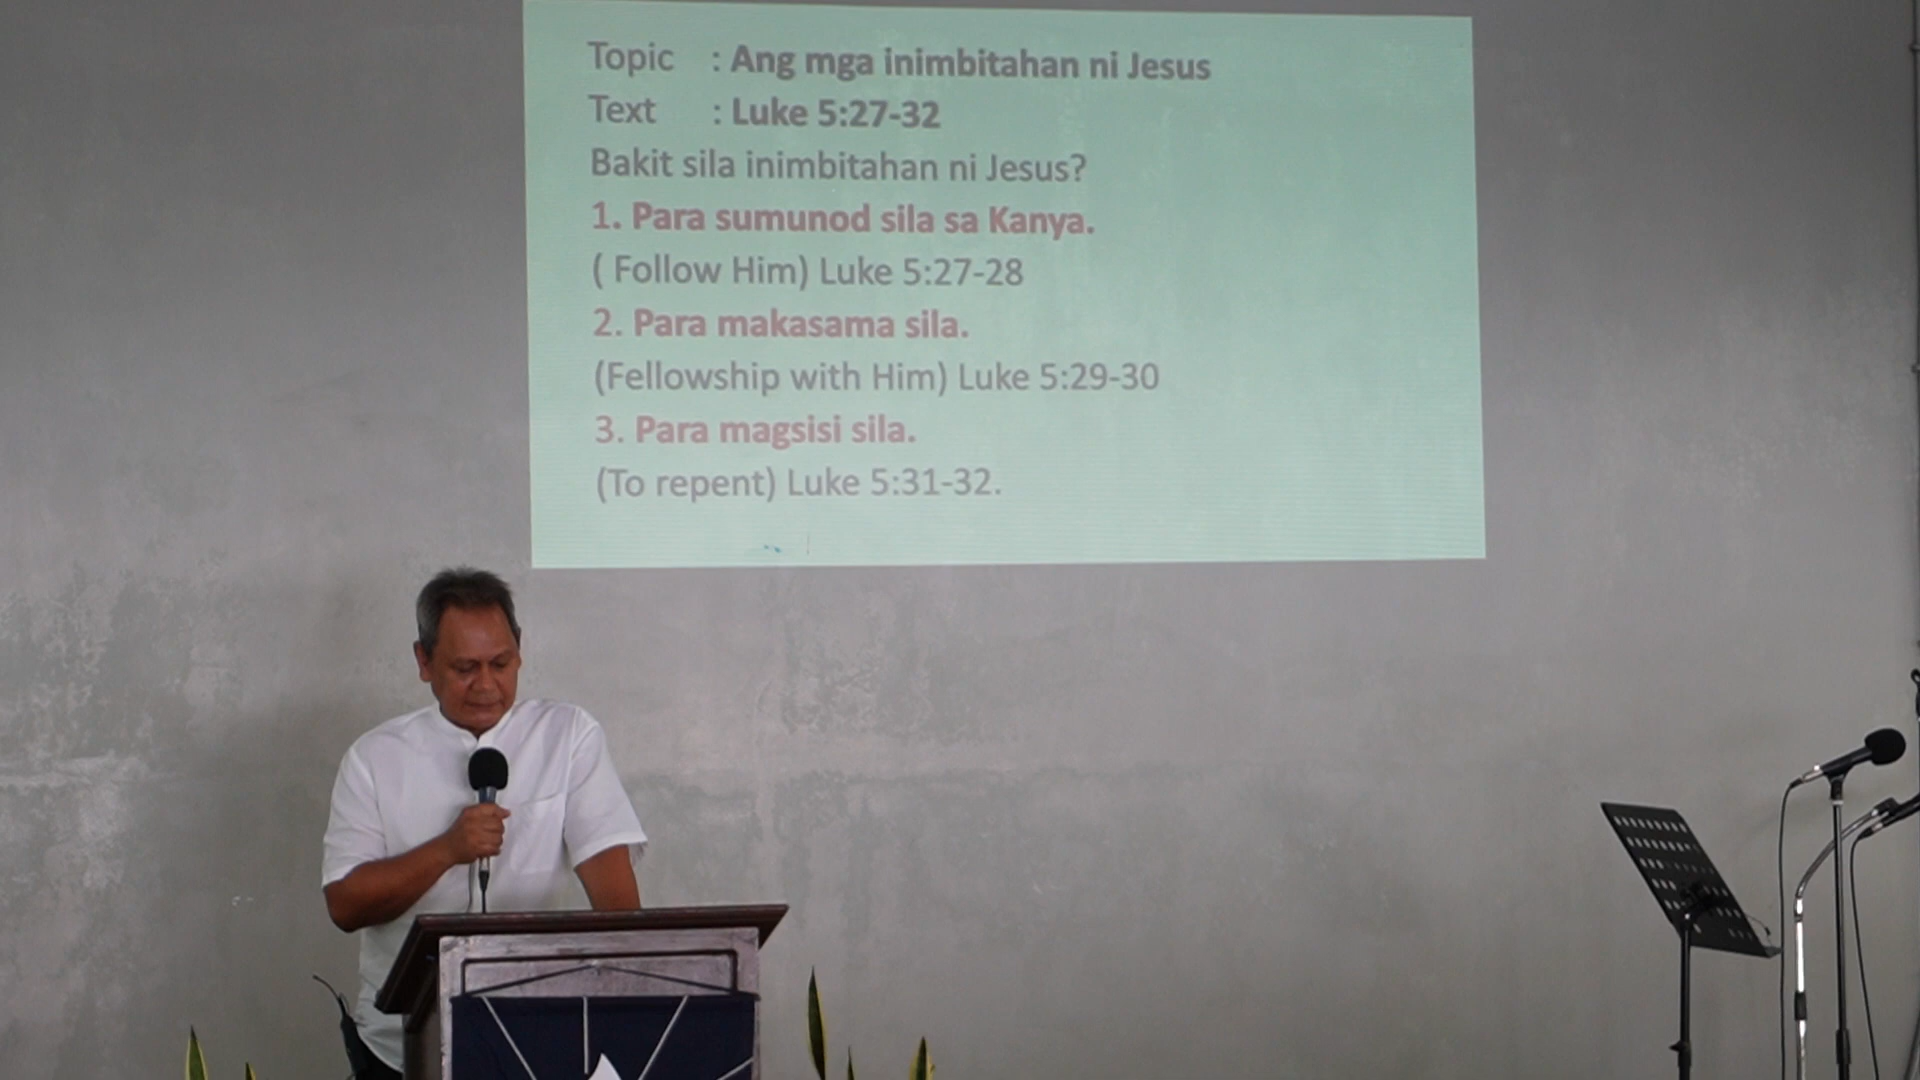 Topic : Ang mga inimbitahan ni Jesus
Text : Luke 5:27-32
Bakit sila inimbitahan ni Jesus?
1. Para sumunod sila sa Kanya.
( Follow Him) Luke 5:27-28
2. Para makasama sila.
(Fellowship with Him) Luke 5:29-30
3. Para magsisi sila.
(To repent) Luke 5:31-32.